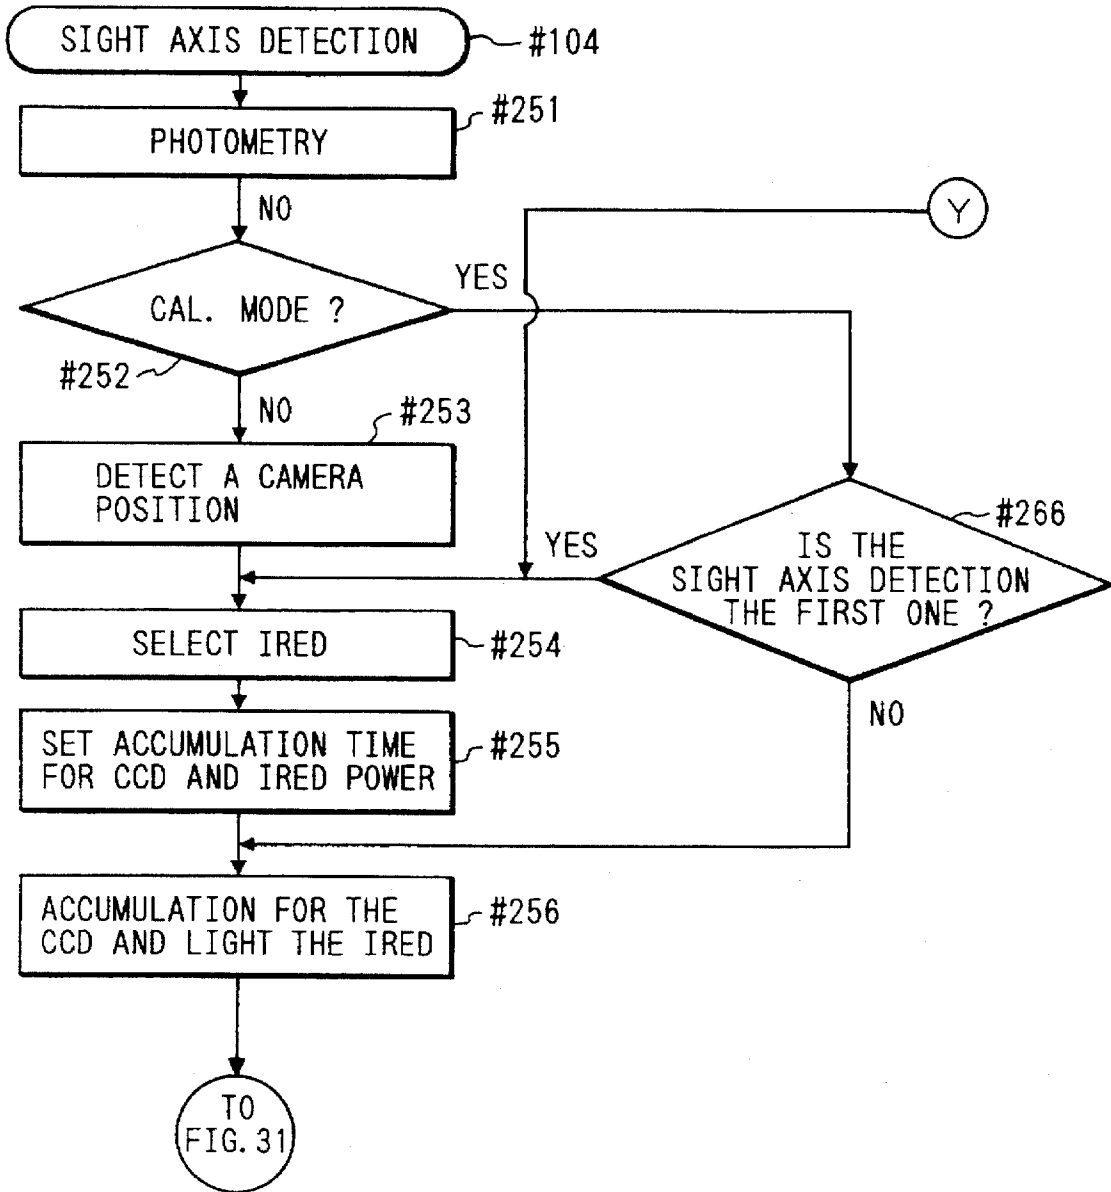 SIGHT AXIS DETECTION
#104
PHOTOMETRY
#251
NO
Y
CAL. MODE ?
YES
#252
NO
#253
DETECT A CAMERA
POSITION
YES
#266
IS THE
SIGHT AXIS DETECTION
THE FIRST ONE ?
SELECT IRED
#254
NO
SET ACCUMULATION TIME
FOR CCD AND IRED POWER
#255
ACCUMULATION FOR THE
CCD AND LIGHT THE IRED
#256
TO
FIG. 31